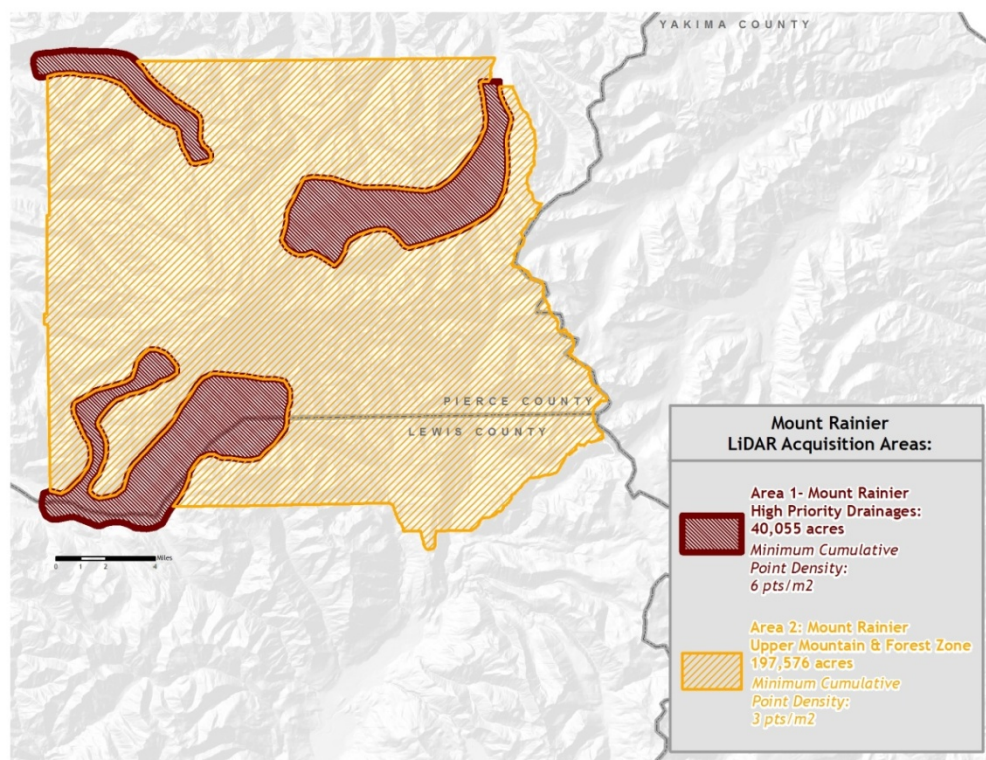 YAKIMA COUNTY
PIERCE COUNTY
LEWIS COUNTY
Miles
0 1 2 4
Mount Rainier
LiDAR Acquisition Areas:
Area 1- Mount Rainier
High Priority Drainages:
40,055 acres
Minimum Cumulative
Point Density:
6 pts/m2
Area 2: Mount Rainier
Upper Mountain & Forest Zone
197,576 acres
Minimum Cumulative
Point Density:
3 pts/m2